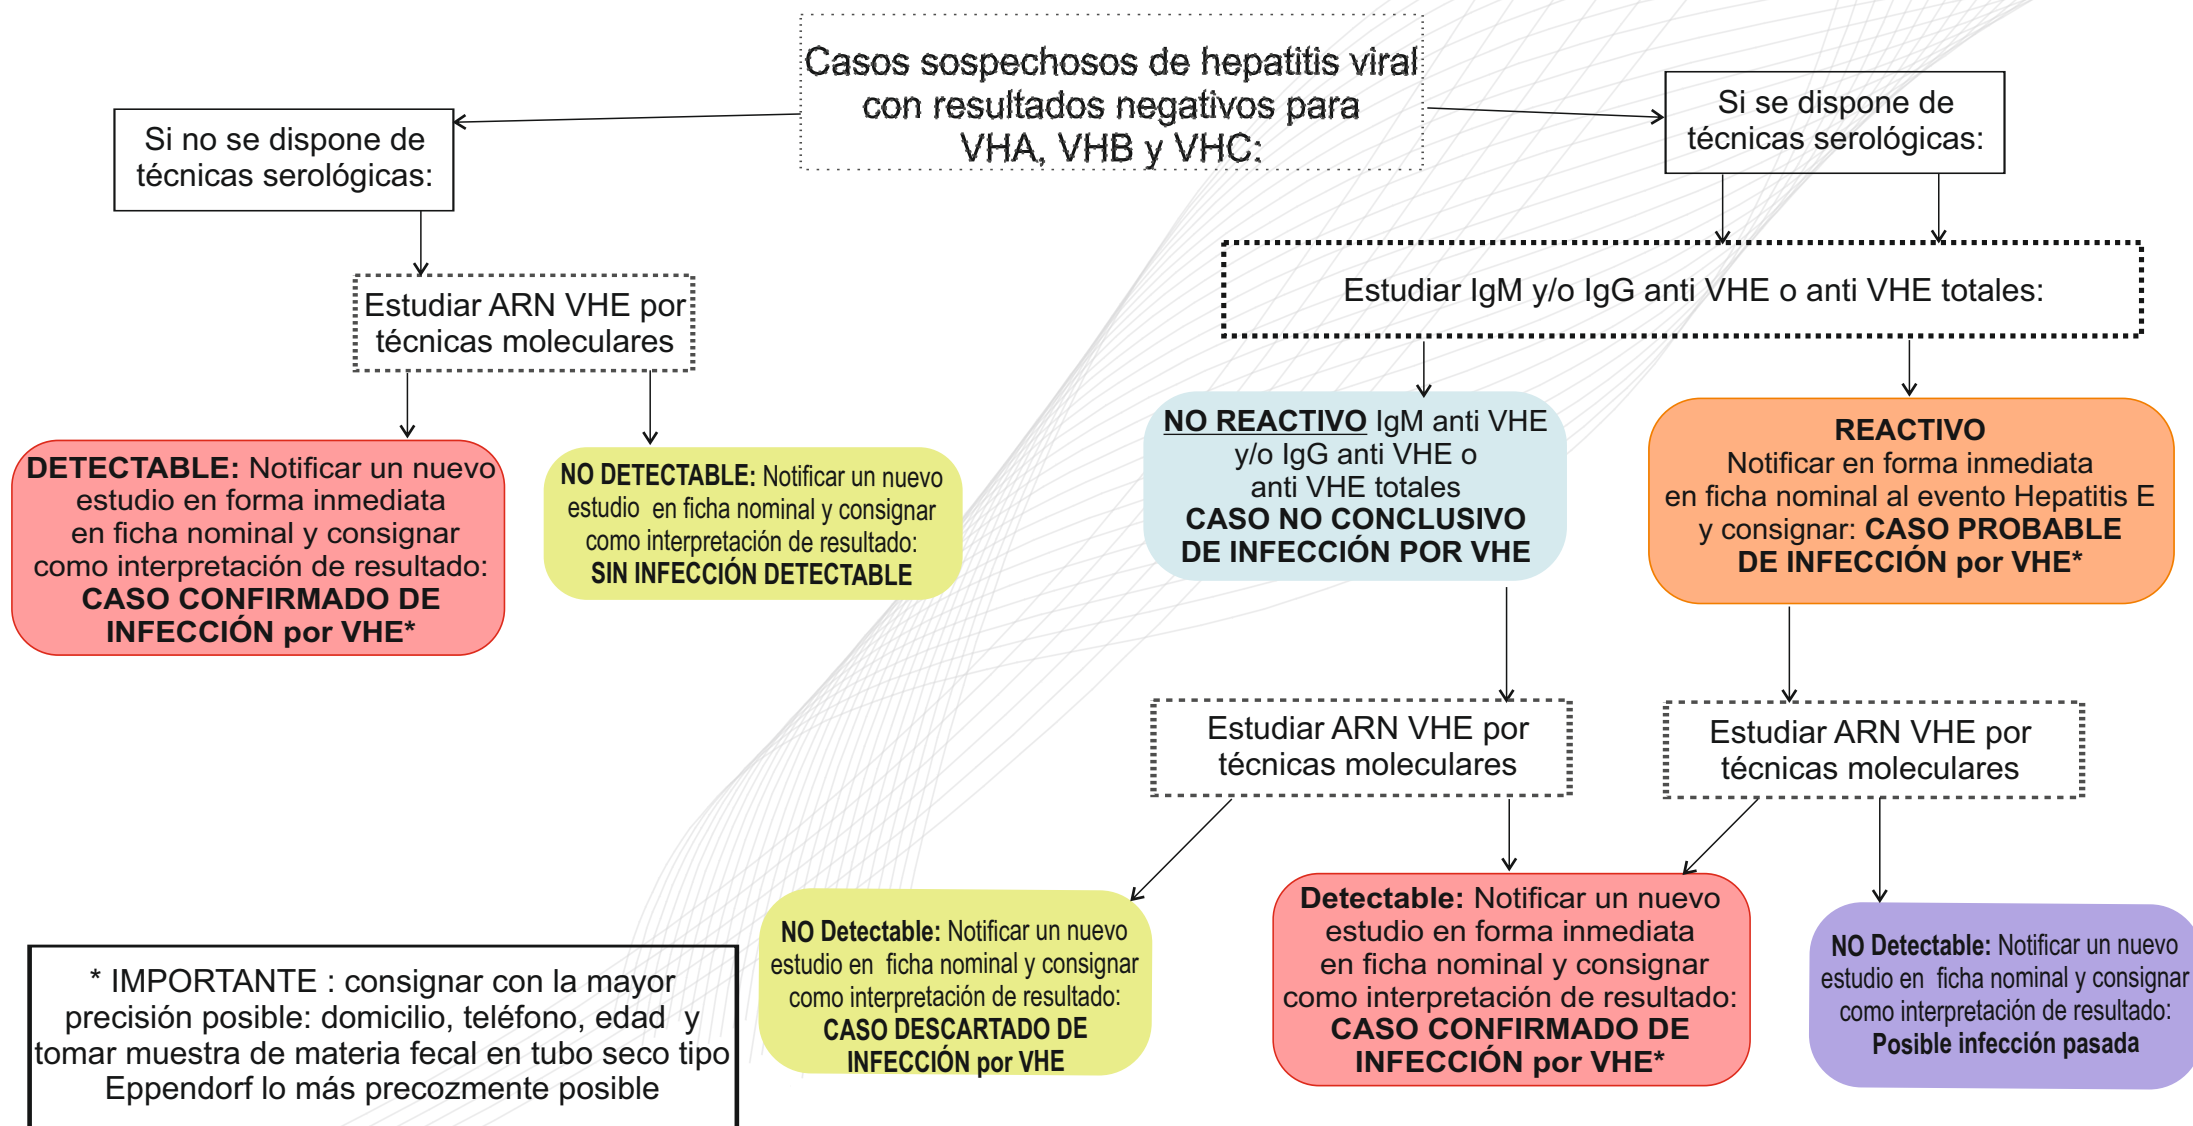 Casos sospechosos de hepatitis viral
con resultados negativos para
VHA, VHB y VHC:
Si no se dispone de
técnicas serológicas:
Si se dispone de
técnicas serológicas:
Estudiar ARN VHE por
técnicas moleculares
Estudiar IgM y/o IgG anti VHE o anti VHE totales:
DETECTABLE: Notificar un nuevo
estudio en forma inmediata
en ficha nominal y consignar
como interpretación de resultado:
CASO CONFIRMADO DE
INFECCIÓN por VHE*
NO DETECTABLE: Notificar un nuevo
estudio en ficha nominal y consignar
como interpretación de resultado:
SIN INFECCIÓN DETECTABLE
NO REACTIVO IgM anti VHE
y/o IgG anti VHE o
anti VHE totales
CASO NO CONCLUSIVO
DE INFECCIÓN POR VHE
REACTIVO
Notificar en forma inmediata
en ficha nominal al evento Hepatitis E
y consignar: CASO PROBABLE
DE INFECCIÓN por VHE*
Estudiar ARN VHE por
técnicas moleculares
Estudiar ARN VHE por
técnicas moleculares
NO Detectable: Notificar un nuevo
estudio en ficha nominal y consignar
como interpretación de resultado:
CASO DESCARTADO DE
INFECCIÓN por VHE
Detectable: Notificar un nuevo
estudio en forma inmediata
en ficha nominal y consignar
como interpretación de resultado:
CASO CONFIRMADO DE
INFECCIÓN por VHE*
NO Detectable: Notificar un nuevo
estudio en ficha nominal y consignar
como interpretación de resultado:
Posible infección pasada
* IMPORTANTE : consignar con la mayor
precisión posible: domicilio, teléfono, edad y
tomar muestra de materia fecal en tubo seco tipo
Eppendorf lo más precozmente posible